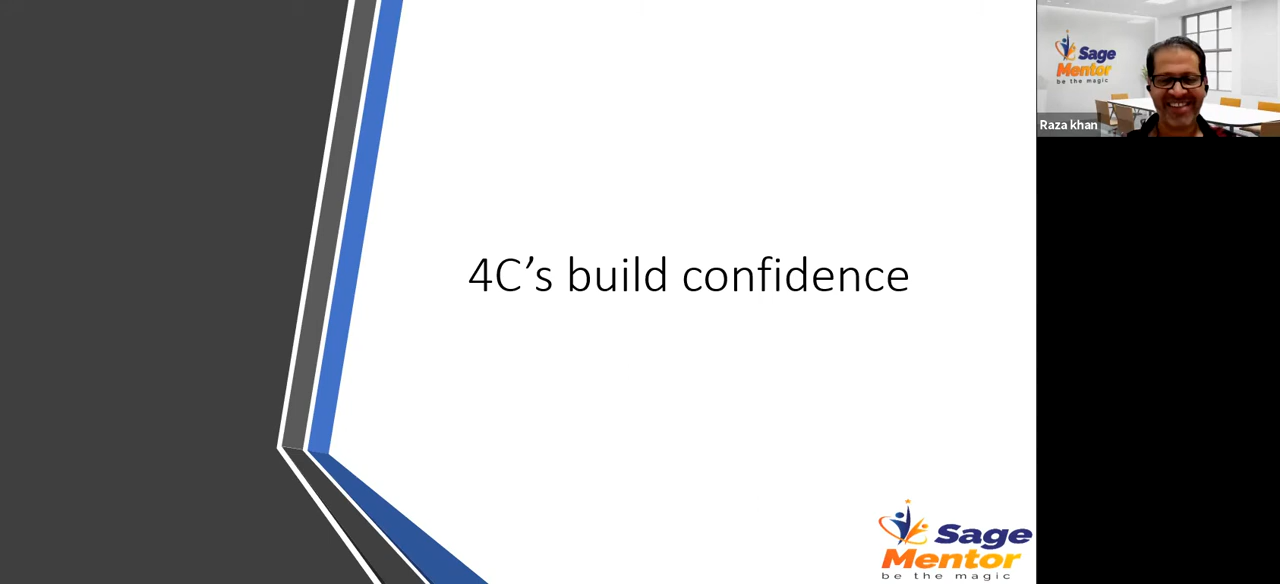 4C’s build confidence
Sage
Mentor
be the magic
Raza khan
Sage
Mentor
be the magic